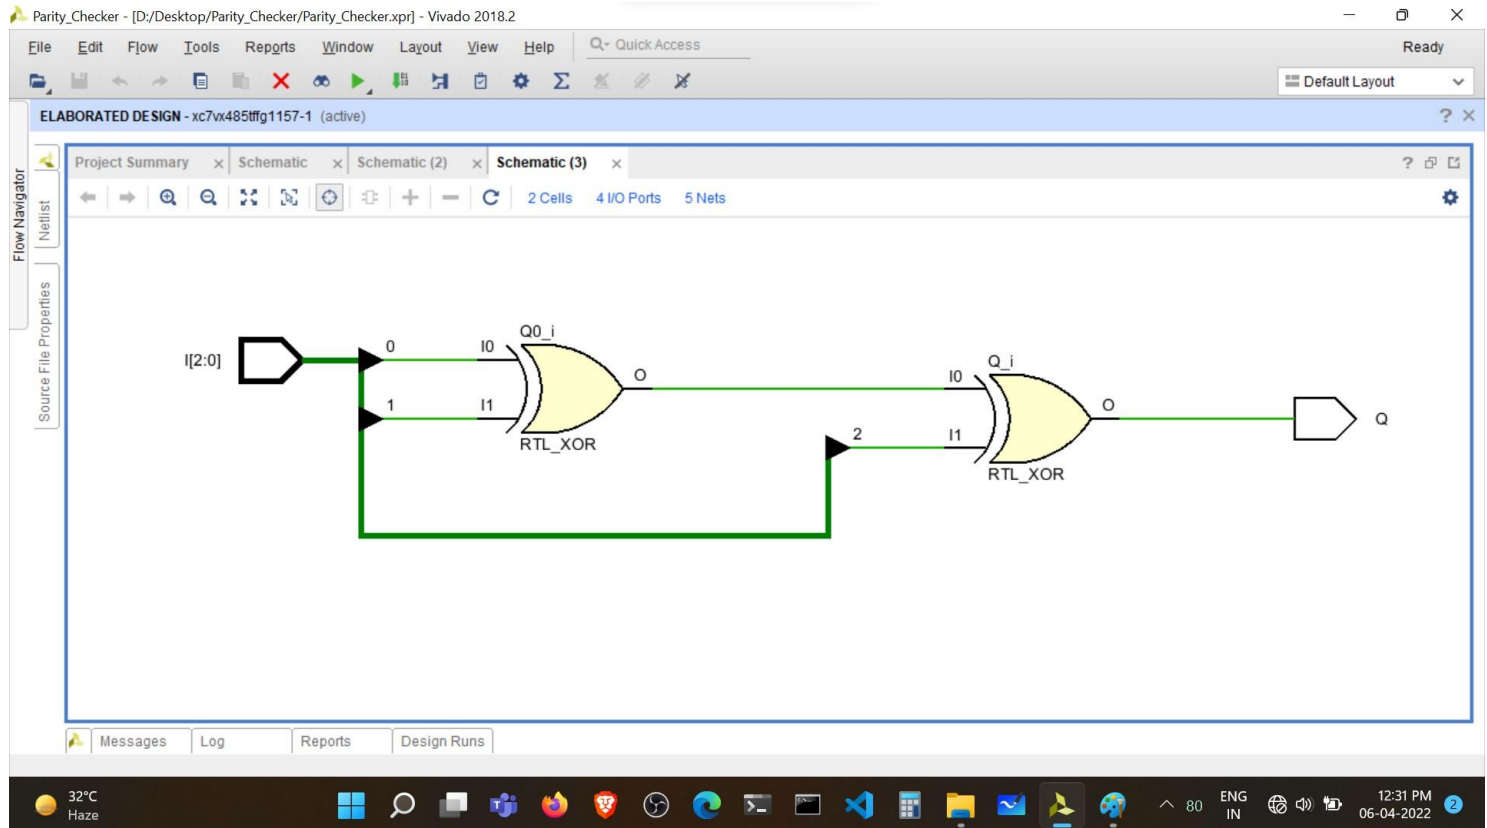 Parity_Checker - [D:/Desktop/Parity_Checker/Parity_Checker.xpr] - Vivado 2018.2
File Edit Flow Tools Reports Window Layout View Help Quick Access Ready
Default Layout
ELABORATED DESIGN - xc7vx485tffg1157-1 (active)
Project Summary Schematic Schematic (2) Schematic (3)
2 Cells 4 I/O Ports 5 Nets
Flow Navigator
Netlist
Source File Properties
Q0_i
0 I0
I[2:0]
O
Q_i
I0
1 I1
O
Q
RTL_XOR
2 I1
RTL_XOR
Messages Log Reports Design Runs
32°C
Haze
80
ENG
IN
12:31 PM
06-04-2022
2